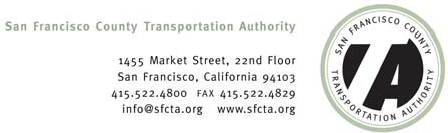 San Francisco County Transportation Authority
1455 Market Street, 22nd Floor
San Francisco, California 94103
415.522.4800 FAX 415.522.4829
info@sfcta.org www.sfcta.org
SAN FRANCISCO COUNTY
TA
TRANSPORTATION AUTHORITY